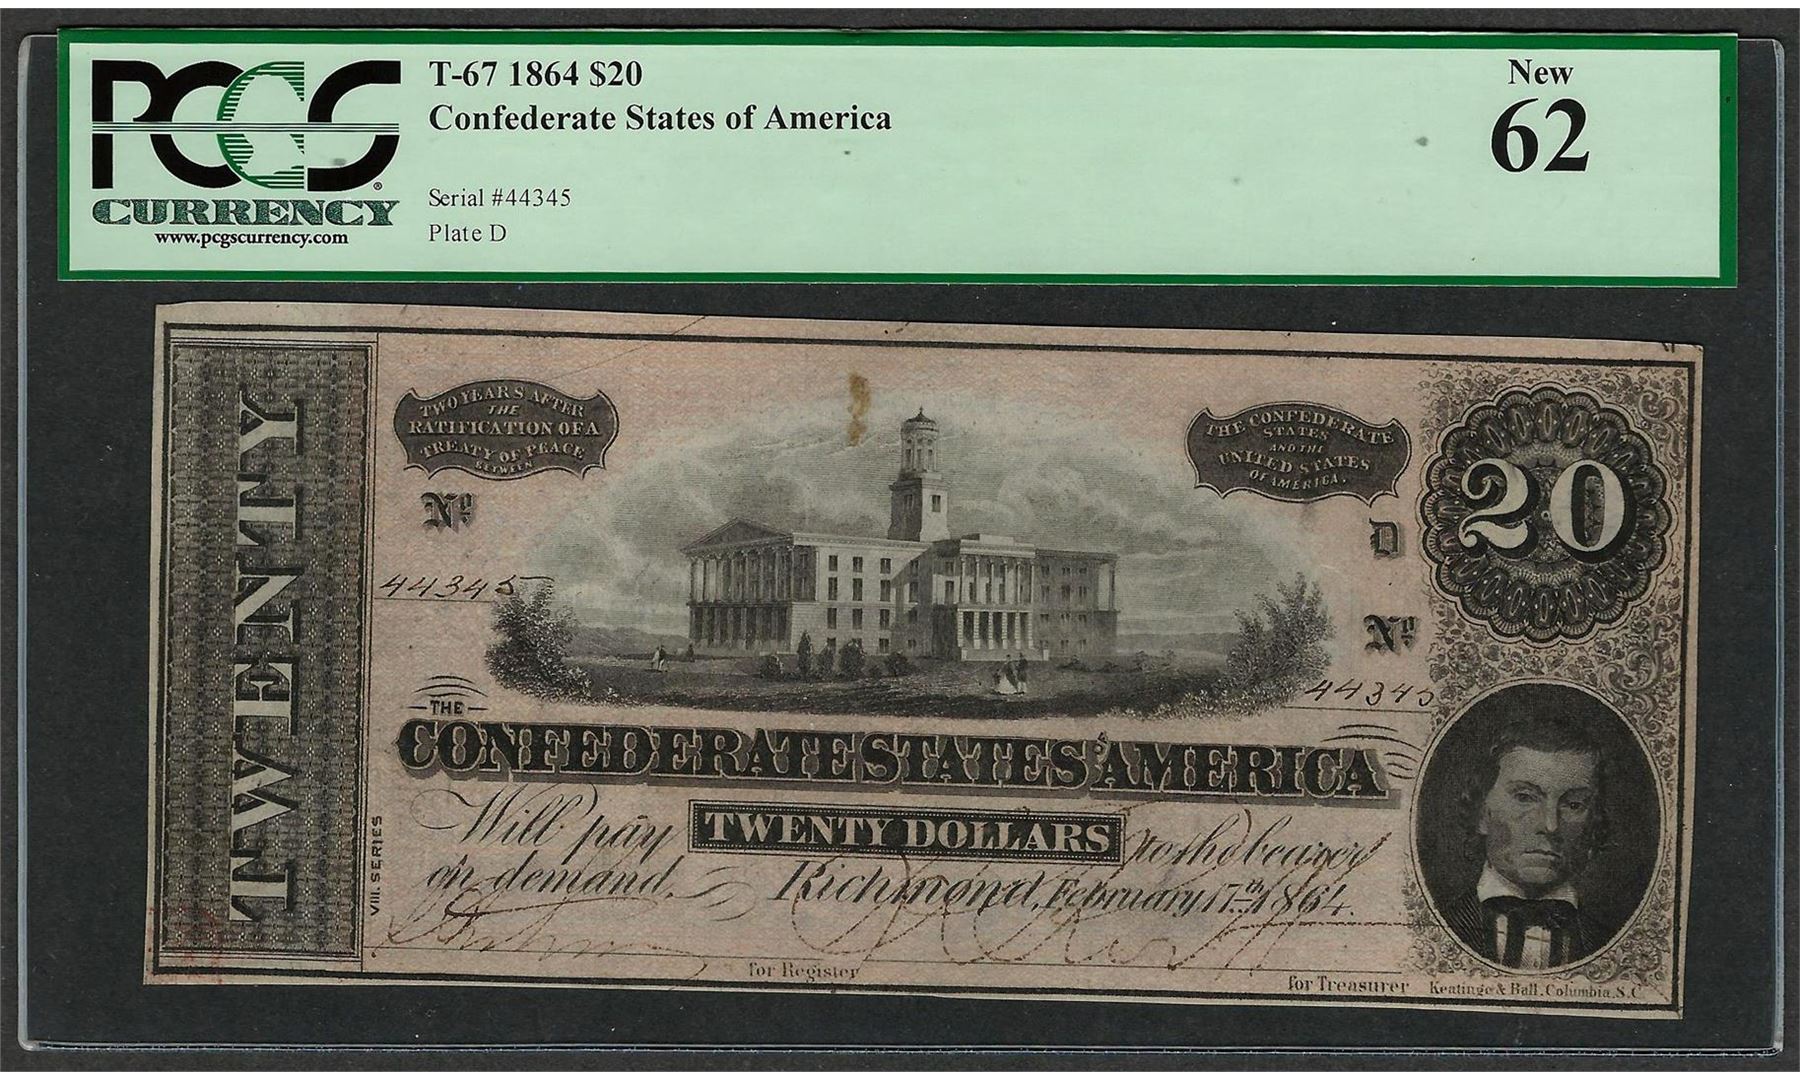 PCGS
®
CURRENCY
www.pcgscurrency.com
T-67 1864 $20
Confederate States of America
Serial #44345
Plate D
New
62
TWENTY
VIII. SERIES
TWO YEARS AFTER
THE
RATIFICATION OF A
TREATY OF PEACE
BETWEEN
THE CONFEDERATE
STATES
AND THE
UNITED STATES
OF AMERICA.
20
No
44345
D
No
44345
THE
CONFEDERATE STATES OF AMERICA
Will pay TWENTY DOLLARS to the bearer
on demand. Richmond, February 17th 1864.
for Register
for Treasurer
Keatinge & Ball, Columbia, S.C.